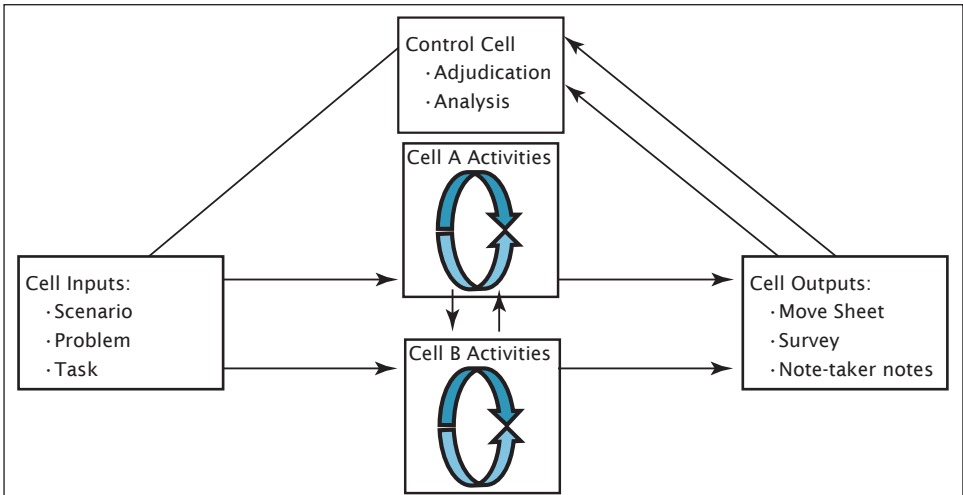 Control Cell
· Adjudication
· Analysis
Cell A Activities
Cell Inputs:
· Scenario
· Problem
· Task
Cell Outputs:
· Move Sheet
· Survey
· Note-taker notes
Cell B Activities